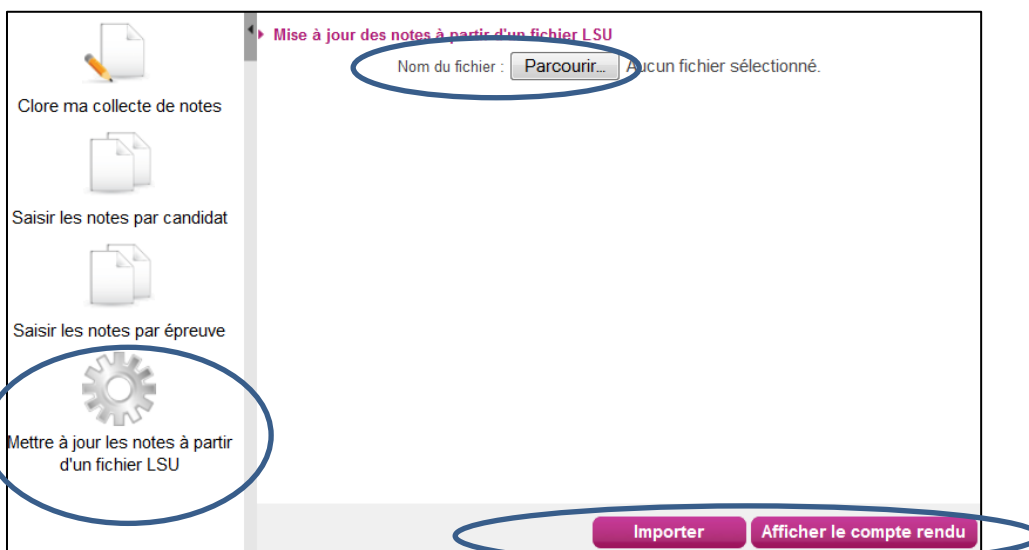 Clore ma collecte de notes
Saisir les notes par candidat
Saisir les notes par épreuve
Mettre à jour les notes à partir
d'un fichier LSU
Mise à jour des notes à partir d'un fichier LSU
Nom du fichier : Parcourir... Aucun fichier sélectionné.
Importer Afficher le compte rendu